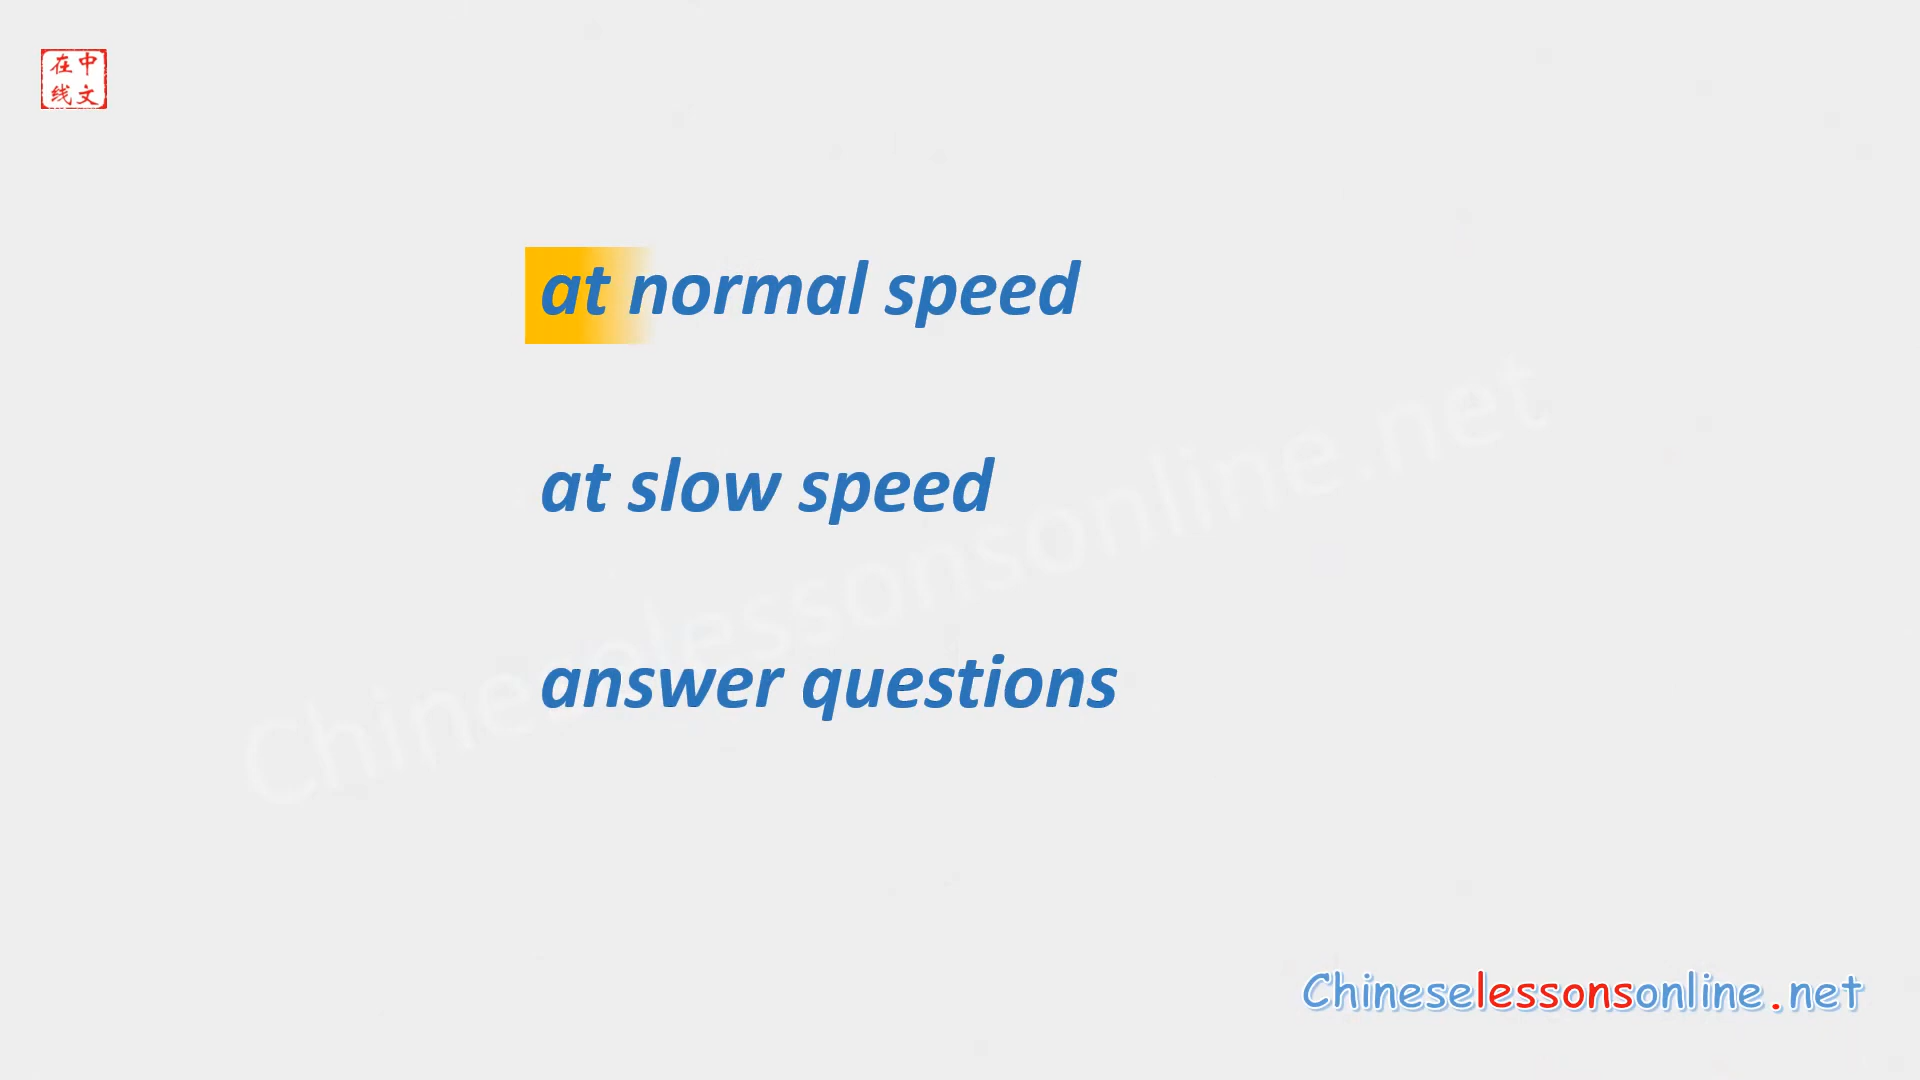 在中
线文
at normal speed
at slow speed
answer questions
Chineselessonsonline.net
Chineselessonsonline.net